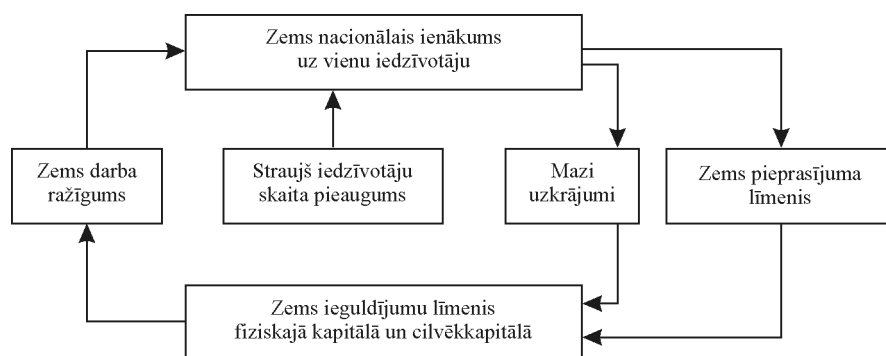 Zems nacionālais ienākums
uz vienu iedzīvotāju
Zems darba
ražīgums
Straujš iedzīvotāju
skaita pieaugums
Mazi
uzkrājumi
Zems pieprasījuma
līmenis
Zems ieguldījumu līmenis
fiziskajā kapitālā un cilvēkkapitālā